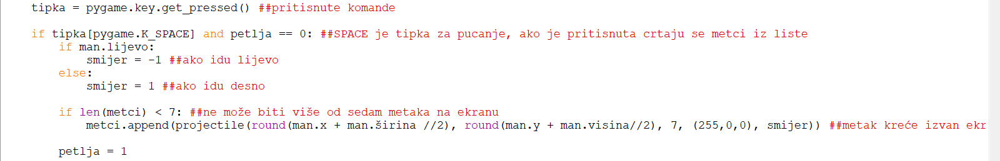 tipka = pygame.key.get_pressed() ##pritisnute komande
if tipka[pygame.K_SPACE] and petlja == 0: ##SPACE je tipka za pucanje, ako je pritisnuta crtaju se metci iz liste
if man.lijevo:
smijer = -1 ##ako idu lijevo
else:
smijer = 1 ##ako idu desno
if len(metci) < 7: ##ne može biti više od sedam metaka na ekranu
metci.append(projectile(round(man.x + man.širina //2), round(man.y + man.visina//2), 7, (255,0,0), smijer)) ##metak kreće izvan ekr
petlja = 1